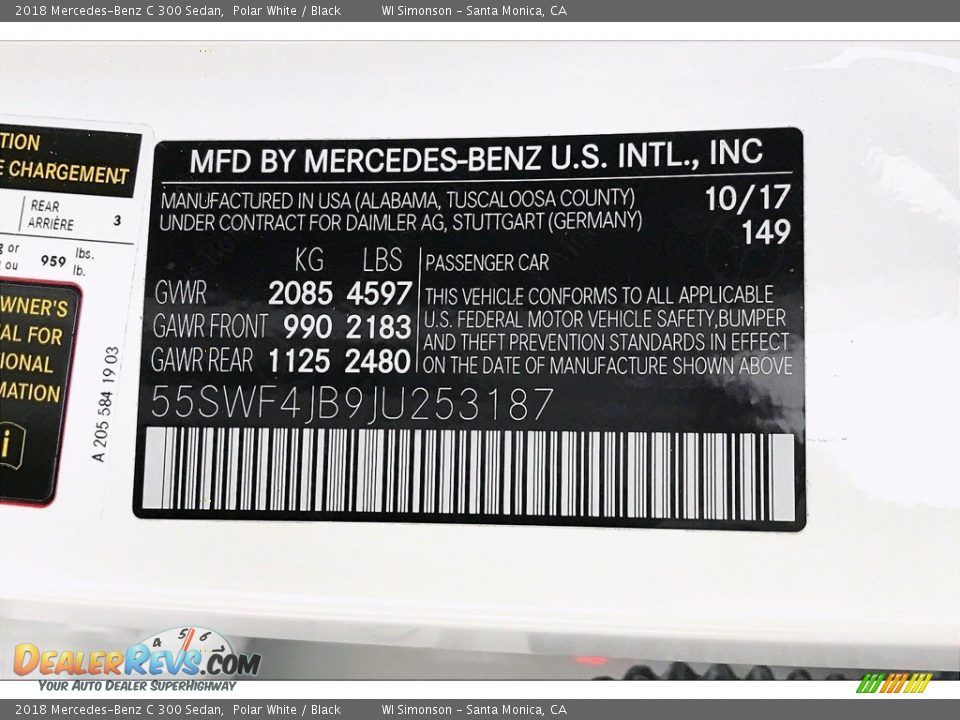 2018 Mercedes-Benz C 300 Sedan, Polar White / Black WI Simonson - Santa Monica, CA
TION
E CHARGEMENT
REAR
ARRIÈRE 3
or lbs.
ou 959 lb.
WNER'S
AL FOR
IONAL
MATION
i
A 205 584 19 03
MFD BY MERCEDES-BENZ U.S. INTL., INC
MANUFACTURED IN USA (ALABAMA, TUSCALOOSA COUNTY) 10/17
UNDER CONTRACT FOR DAIMLER AG, STUTTGART (GERMANY) 149
KG LBS PASSENGER CAR
GVWR 2085 4597
GAWR FRONT 990 2183
GAWR REAR 1125 2480
THIS VEHICLE CONFORMS TO ALL APPLICABLE
U.S. FEDERAL MOTOR VEHICLE SAFETY,BUMPER
AND THEFT PREVENTION STANDARDS IN EFFECT
ON THE DATE OF MANUFACTURE SHOWN ABOVE
55SWF4JB9JU253187
4 5 6
DEALERREVS.COM
YOUR AUTO DEALER SUPERHIGHWAY
2018 Mercedes-Benz C 300 Sedan, Polar White / Black WI Simonson - Santa Monica, CA